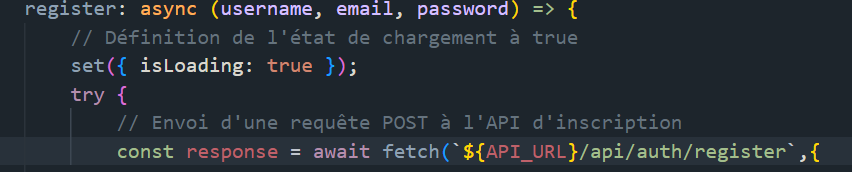 register: async (username, email, password) => {
// Définition de l'état de chargement à true
set({ isLoading: true });
try {
// Envoi d'une requête POST à l'API d'inscription
const response = await fetch(`${API_URL}/api/auth/register`,{